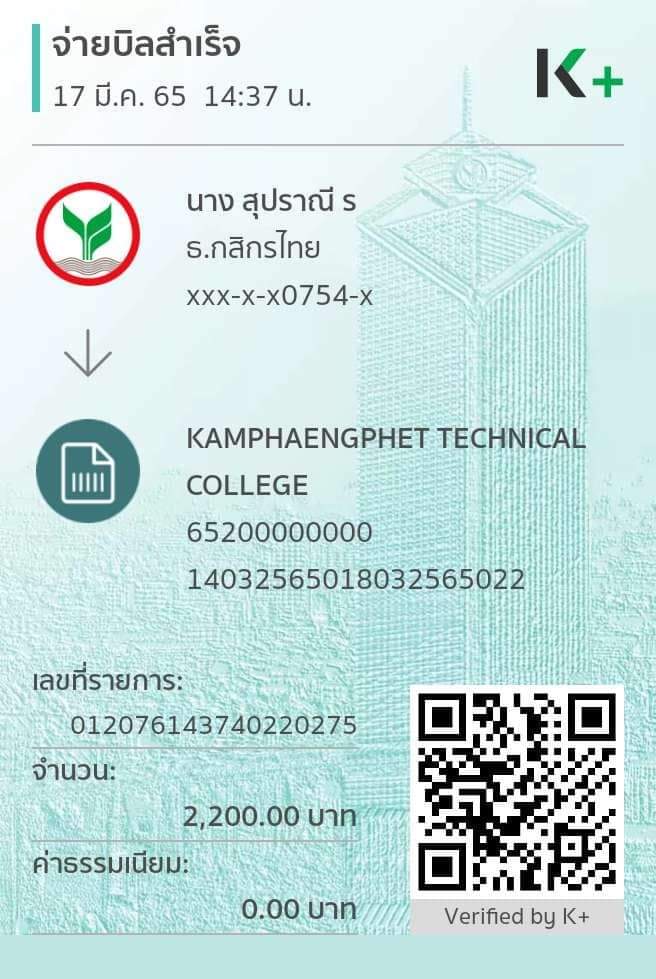 จ่ายบิลสำเร็จ
17 มี.ค. 65 14:37 น.
K+
นาง สุปราณี ร
ธ.กสิกรไทย
xxx-x-x0754-x
KAMPHAENGPHET TECHNICAL
COLLEGE
65200000000
14032565018032565022
เลขที่รายการ:
012076143740220275
จำนวน:
2,200.00 บาท
ค่าธรรมเนียม:
0.00 บาท
Verified by K+